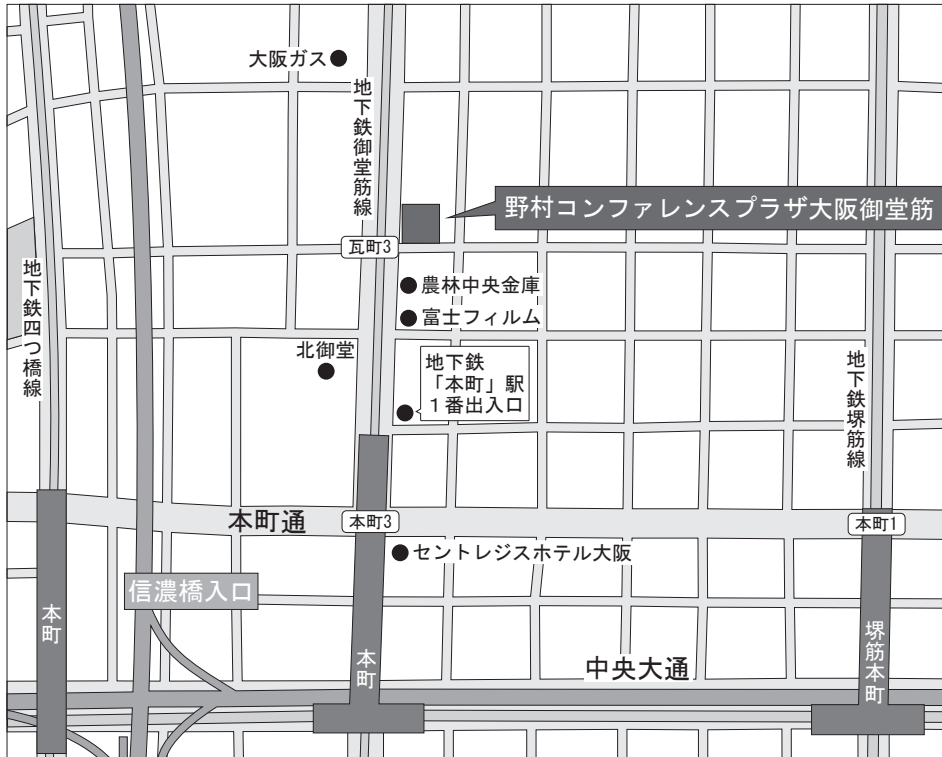 大阪ガス
地下鉄御堂筋線
野村コンファレンスプラザ大阪御堂筋
瓦町3
地下鉄四つ橋線
農林中央金庫
富士フィルム
北御堂
地下鉄
「本町」駅
1番出入口
地下鉄堺筋線
本町通
本町3
本町1
セントレジスホテル大阪
信濃橋入口
本町
本町
堺筋本町
中央大通